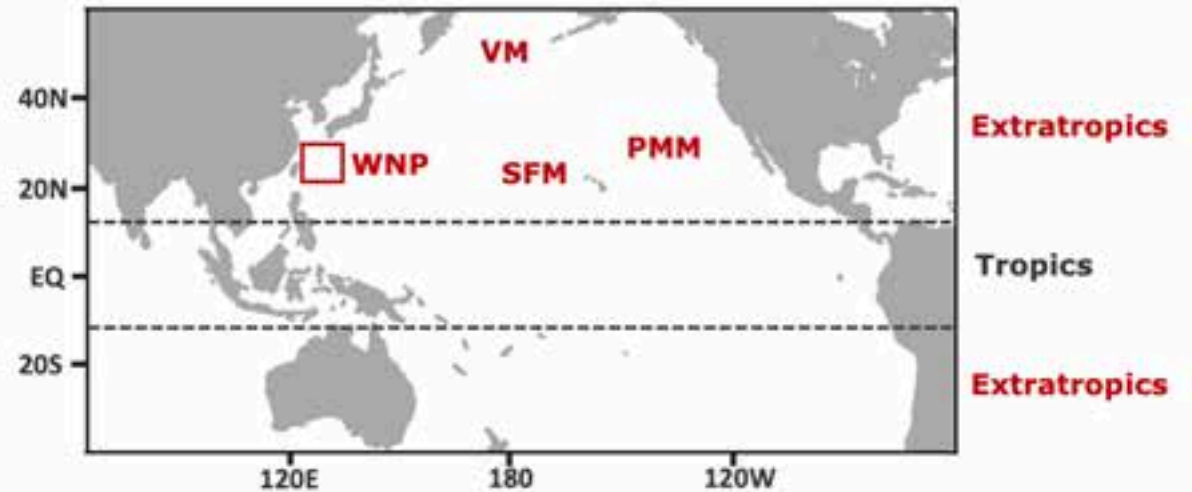 VM
40N
Extratropics
PMM
WNP
SFM
20N
Tropics
EQ
20S
Extratropics
120E
180
120W